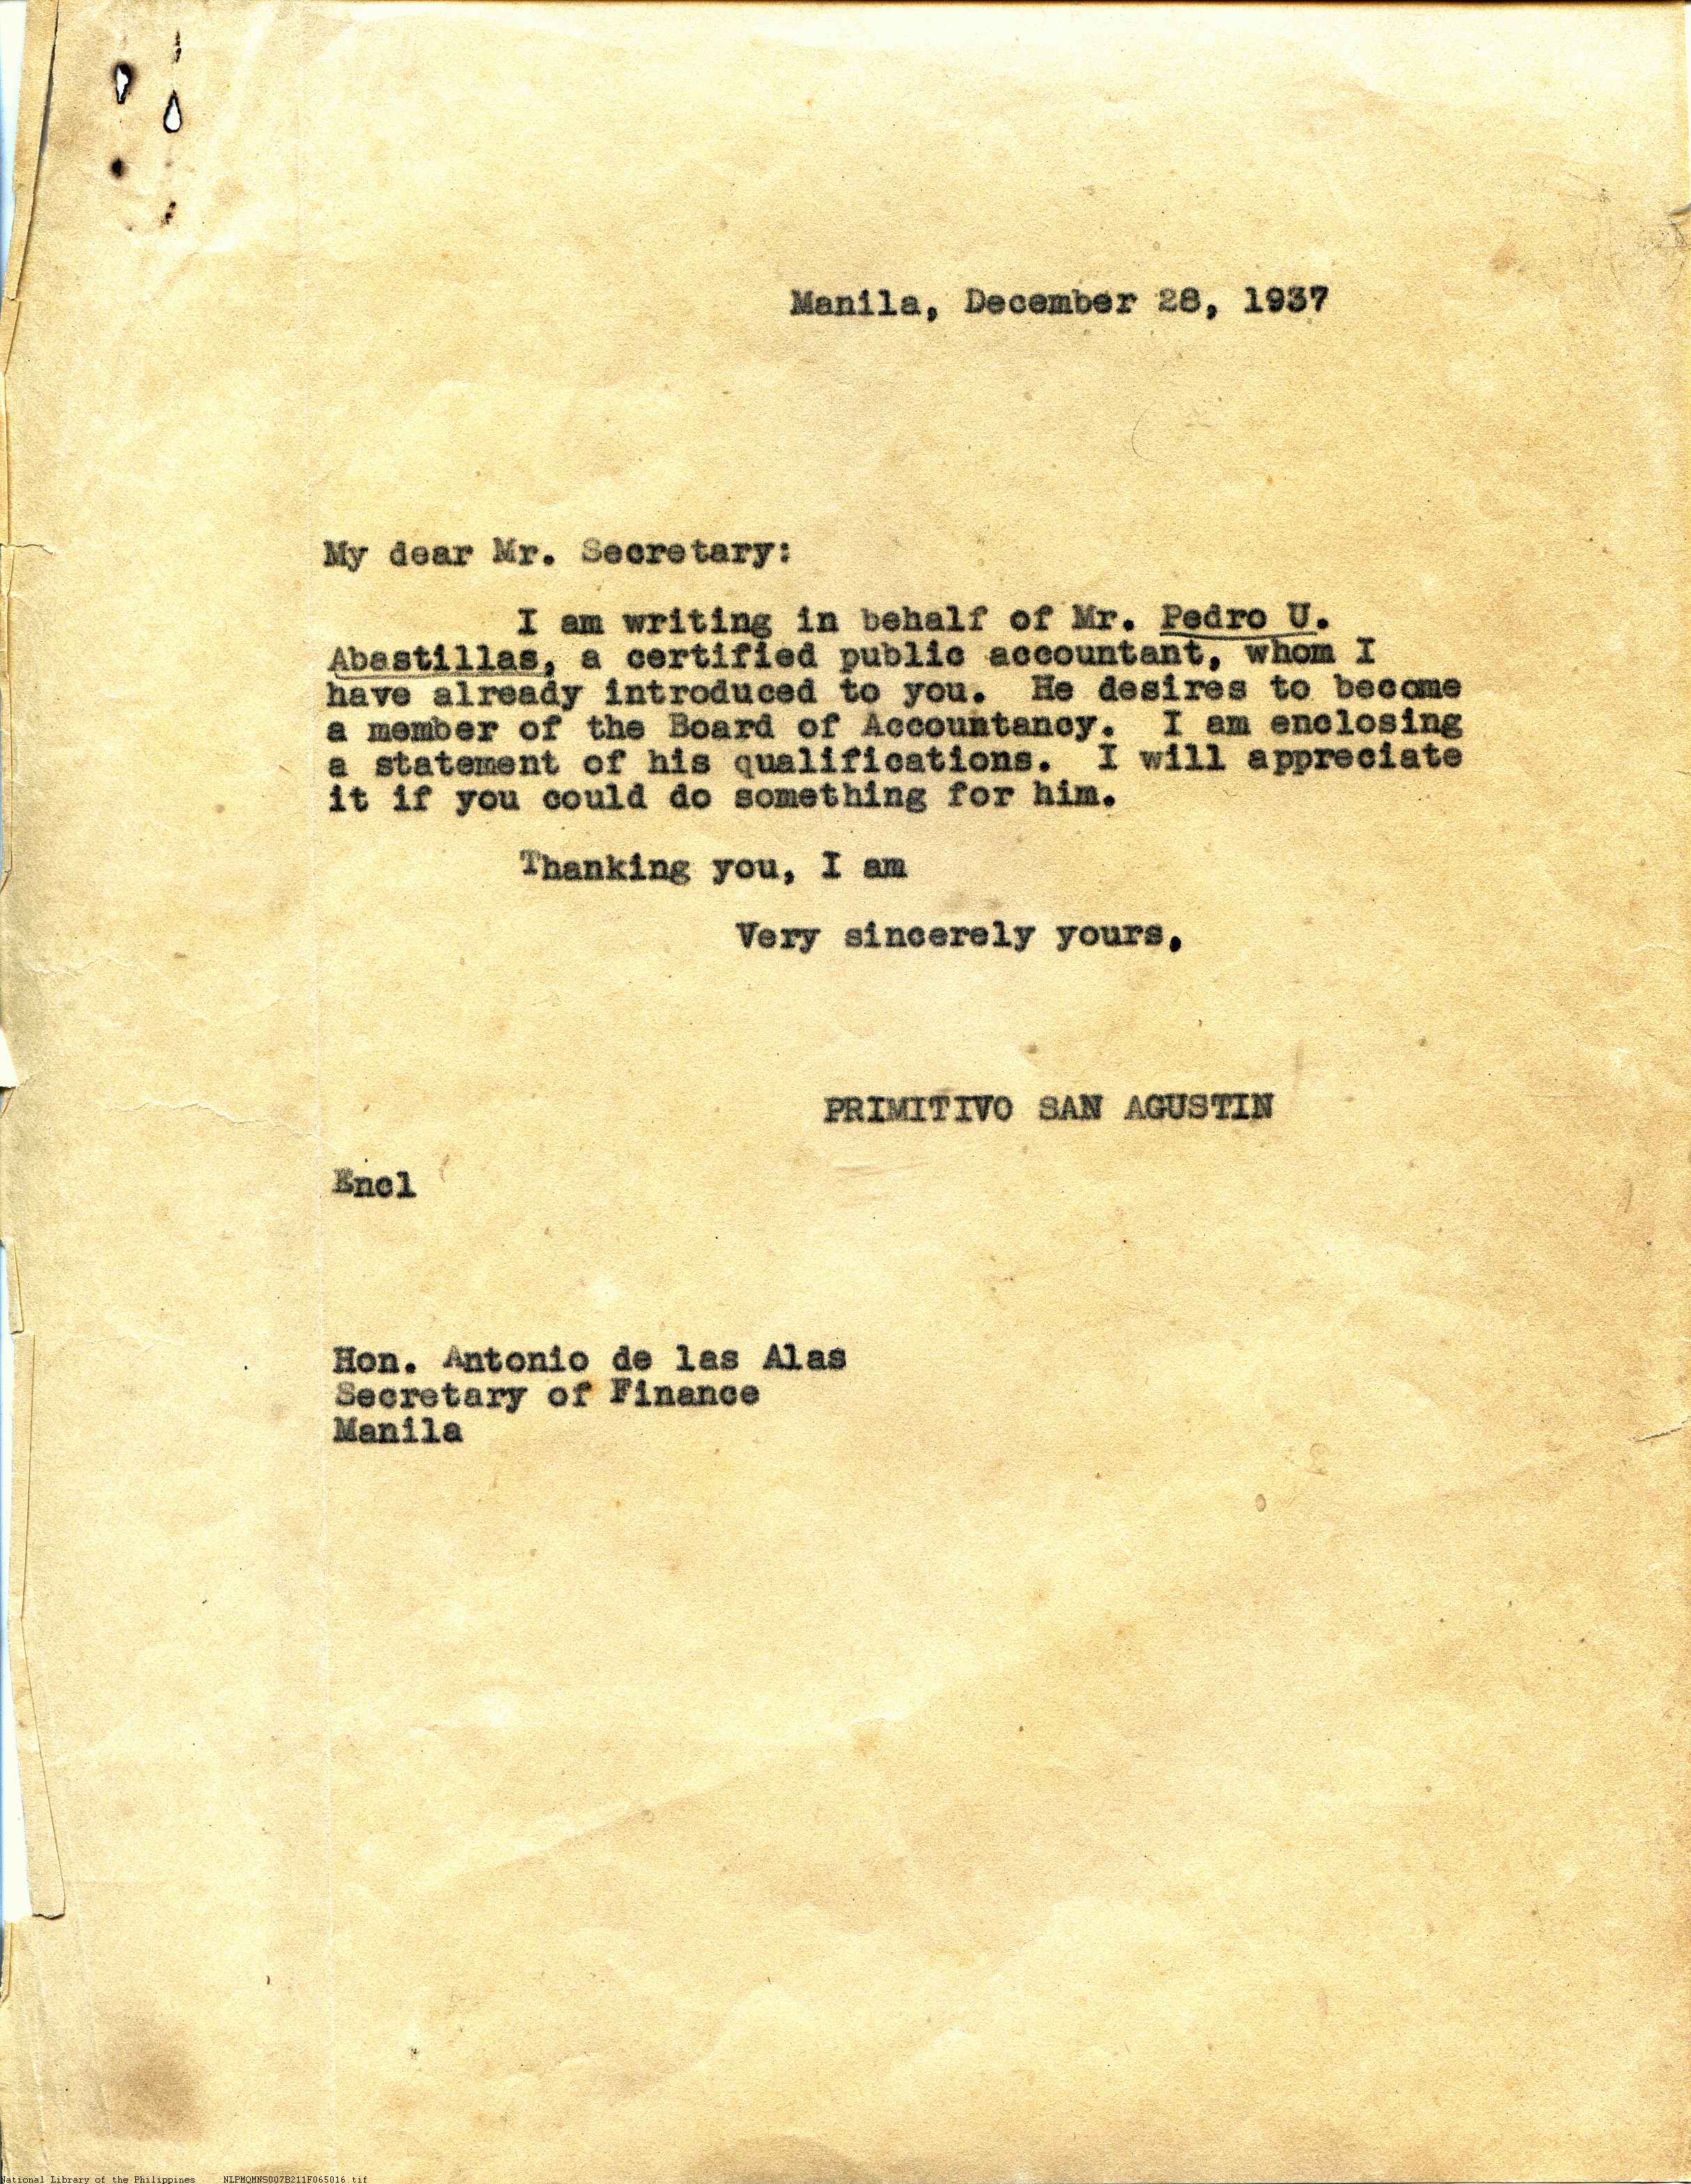 Manila, December 28, 1937
My dear Mr. Secretary:
I am writing in behalf of Mr. Pedro U.
Abastillas, a certified public accountant, whom I
have already introduced to you. He desires to become
a member of the Board of Accountancy. I am enclosing
a statement of his qualifications. I will appreciate
it if you could do something for him.
Thanking you, I am
Very sincerely yours,
PRIMITIVO SAN AGUSTIN
Encl
Hon. Antonio de las Alas
Secretary of Finance
Manila
National Library of the Philippines NLPMQMNS007B211F065016.tif